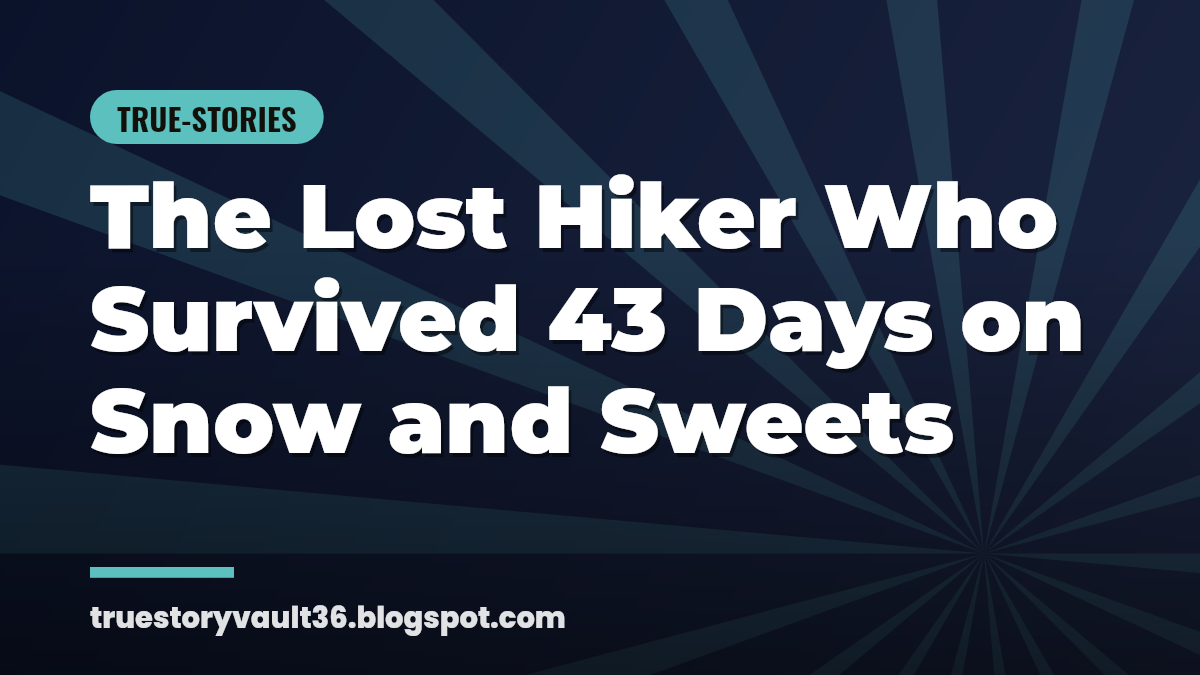 TRUE-STORIES
The Lost Hiker Who
Survived 43 Days on
Snow and Sweets
truestoryvault36.blogspot.com